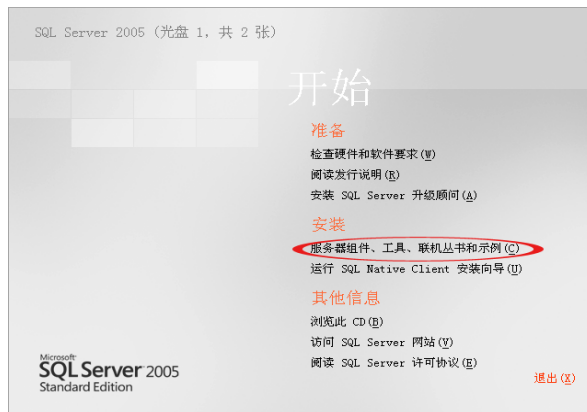 SQL Server 2005 (光盘 1, 共 2 张)
开始
准备
检查硬件和软件要求(W)
阅读发行说明(R)
安装 SQL Server 升级顾问(A)
安装
服务器组件、工具、联机丛书和示例(C)
运行 SQL Native Client 安装向导(U)
其他信息
浏览此 CD(B)
访问 SQL Server 网站(V)
阅读 SQL Server 许可协议(E)
Microsoft
SQL Server 2005
Standard Edition
退出(X)